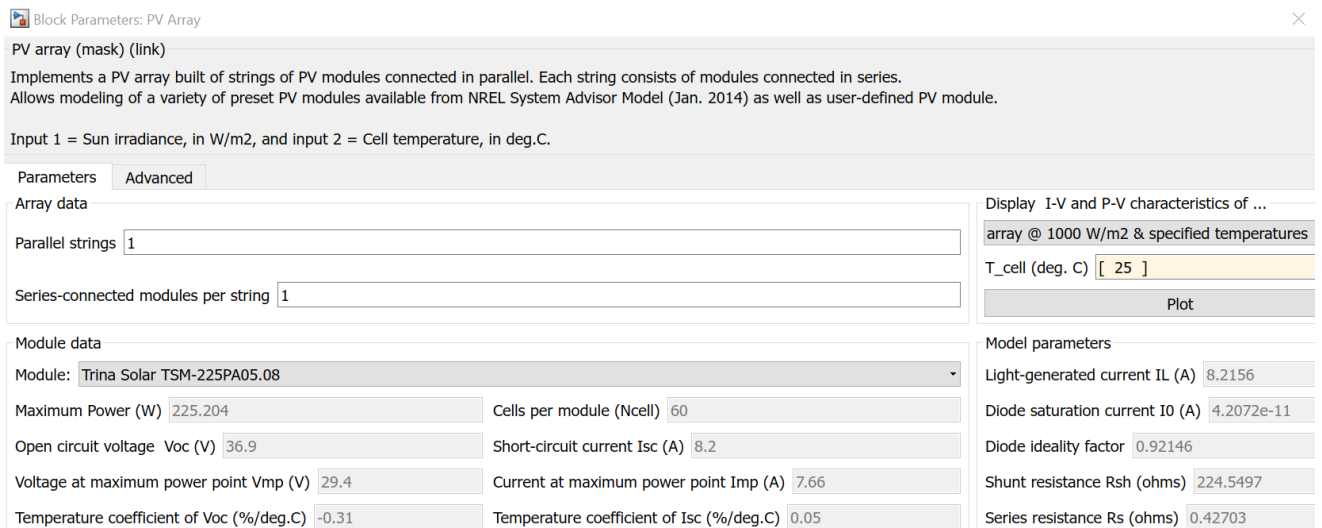 Block Parameters: PV Array
PV array (mask) (link)
Implements a PV array built of strings of PV modules connected in parallel. Each string consists of modules connected in series.
Allows modeling of a variety of preset PV modules available from NREL System Advisor Model (Jan. 2014) as well as user-defined PV module.
Input 1 = Sun irradiance, in W/m2, and input 2 = Cell temperature, in deg.C.
Parameters Advanced
Array data
Parallel strings 1
Series-connected modules per string 1
Display I-V and P-V characteristics of ...
array @ 1000 W/m2 & specified temperatures
T_cell (deg. C) [ 25 ]
Plot
Module data
Module: Trina Solar TSM-225PA05.08
Maximum Power (W) 225.204 Cells per module (Ncell) 60
Open circuit voltage Voc (V) 36.9 Short-circuit current Isc (A) 8.2
Voltage at maximum power point Vmp (V) 29.4 Current at maximum power point Imp (A) 7.66
Temperature coefficient of Voc (%/deg.C) -0.31 Temperature coefficient of Isc (%/deg.C) 0.05
Model parameters
Light-generated current IL (A) 8.2156
Diode saturation current I0 (A) 4.2072e-11
Diode ideality factor 0.92146
Shunt resistance Rsh (ohms) 224.5497
Series resistance Rs (ohms) 0.42703